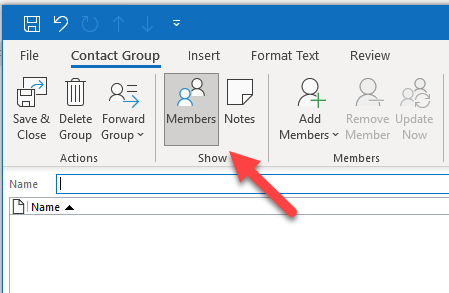 File Contact Group Insert Format Text Review
Save & Close
Delete Group
Forward Group
Members
Notes
Add Members
Remove Member
Update Now
Actions Show Members
Name
Name